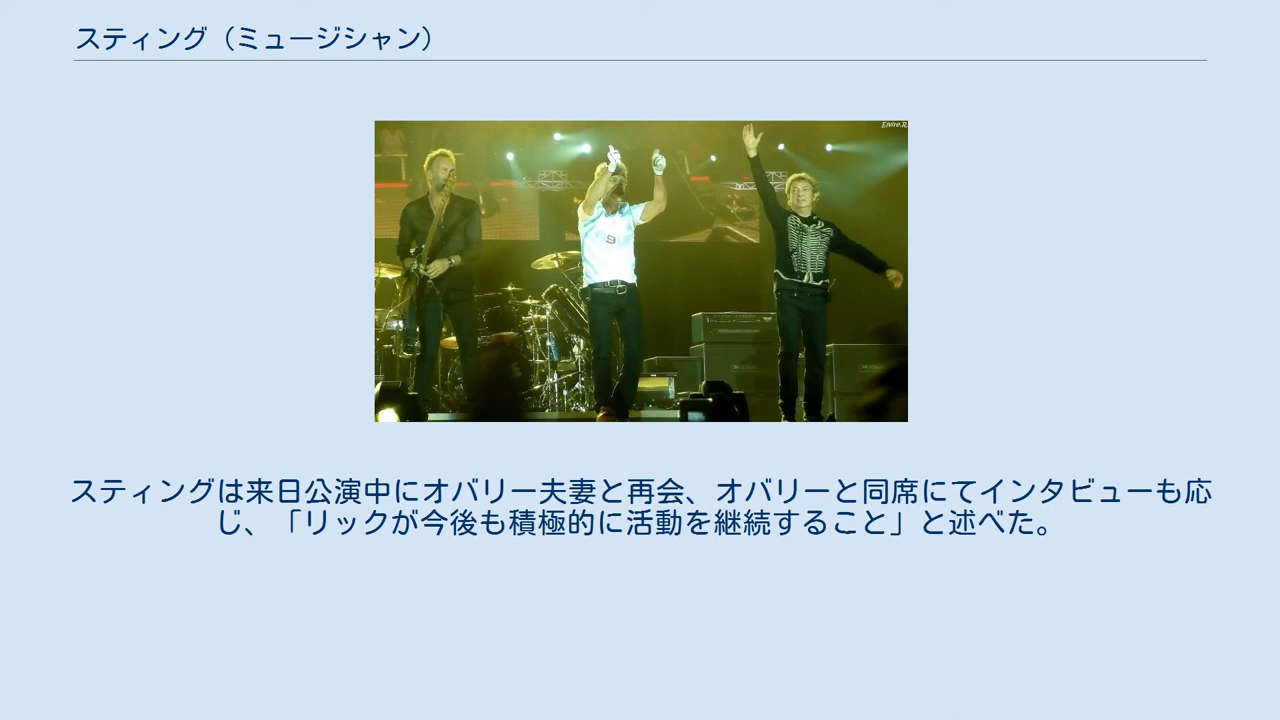 スティング（ミュージシャン）
Enviro.R.
スティングは来日公演中にオバリー夫妻と再会、オバリーと同席にてインタビューも応
じ、「リックが今後も積極的に活動を継続すること」と述べた。
9